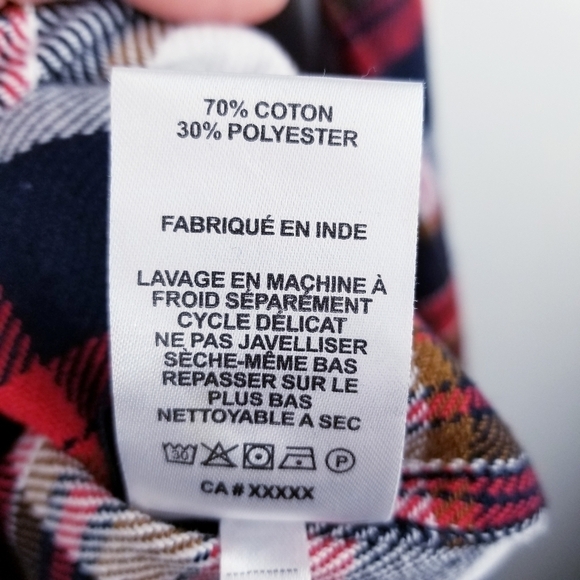 70% COTON
30% POLYESTER
FABRIQUÉ EN INDE
LAVAGE EN MACHINE À
FROID SÉPARÉMENT
CYCLE DÉLICAT
NE PAS JAVELLISER
SÈCHE-MÊME BAS
REPASSER SUR LE
PLUS BAS
NETTOYABLE A SEC
30 P
CA # XXXXX